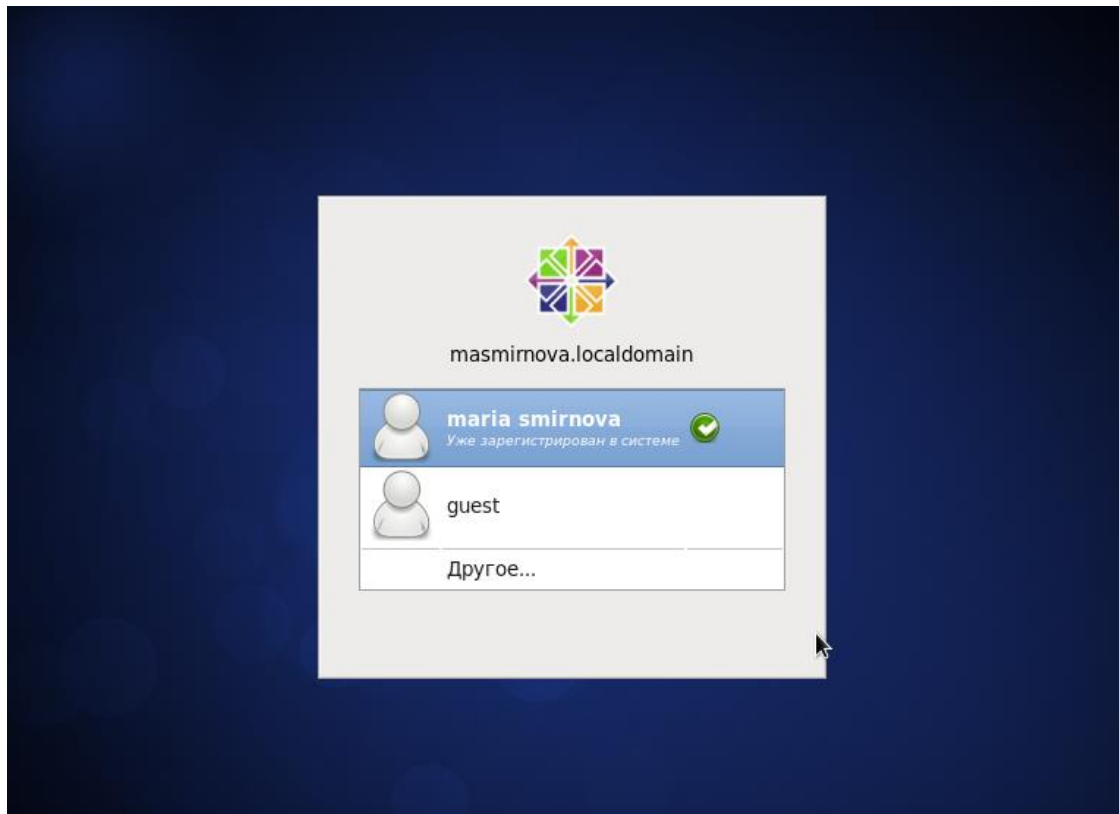 masmirnova.localdomain
maria smirnova
Уже зарегистрирован в системе
guest
Другое...